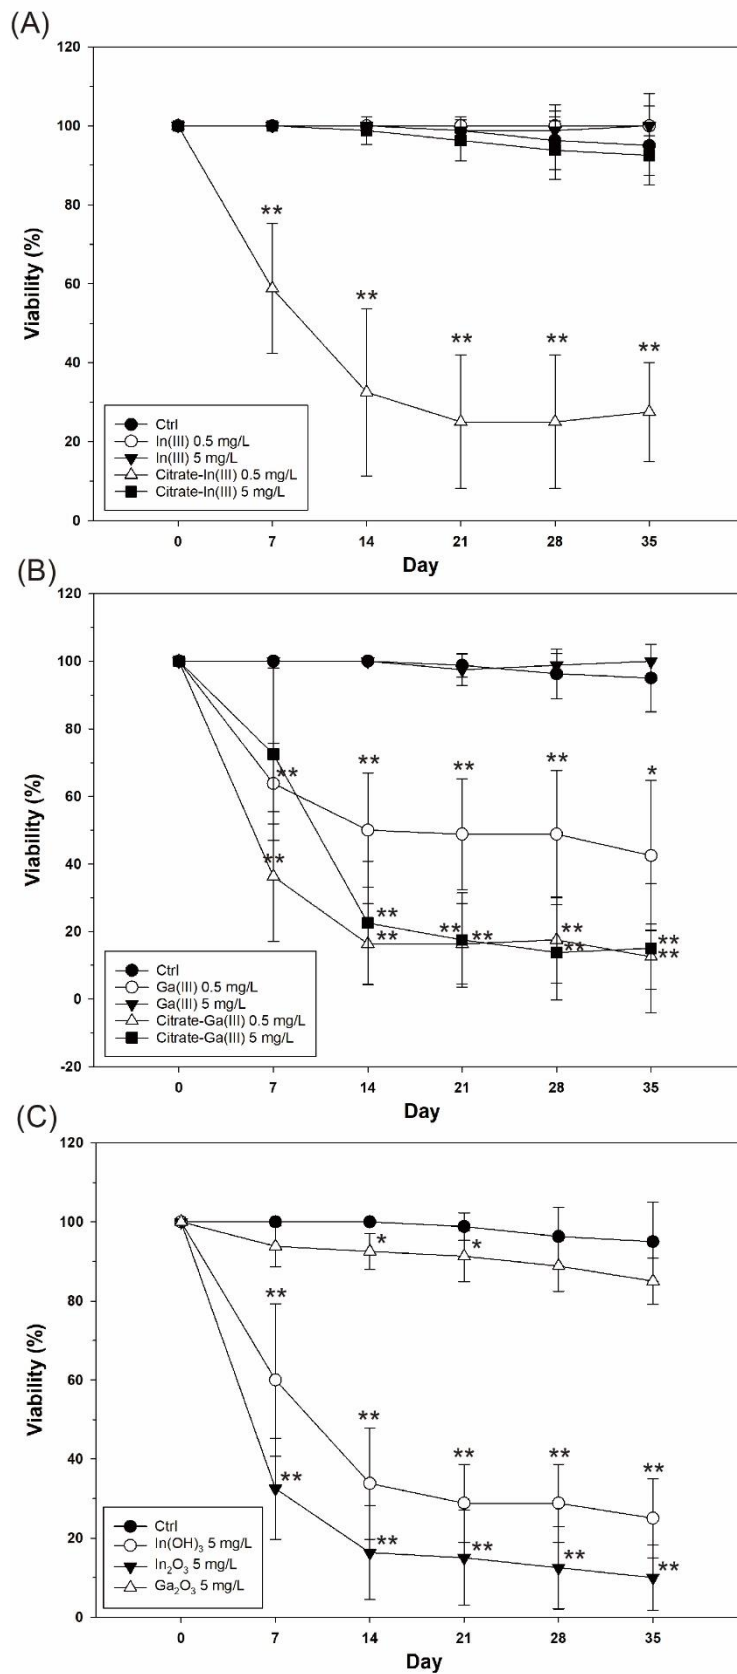 (A)
120
100
80
60
40
20
0
Viability (%)
**
**
**
**
**
Ctrl
In(III) 0.5 mg/L
In(III) 5 mg/L
Citrate-In(III) 0.5 mg/L
Citrate-In(III) 5 mg/L
0 7 14 21 28 35
Day
(B)
120
100
80
60
40
20
0
-20
Viability (%)
** ** ** *
**
**
**
** ** ** **
** ** **
Ctrl
Ga(III) 0.5 mg/L
Ga(III) 5 mg/L
Citrate-Ga(III) 0.5 mg/L
Citrate-Ga(III) 5 mg/L
0 7 14 21 28 35
Day
(C)
120
100
80
60
40
20
0
Viability (%)
* *
**
**
** ** **
**
** ** ** **
Ctrl
In(OH)₃ 5 mg/L
In₂O₃ 5 mg/L
Ga₂O₃ 5 mg/L
0 7 14 21 28 35
Day